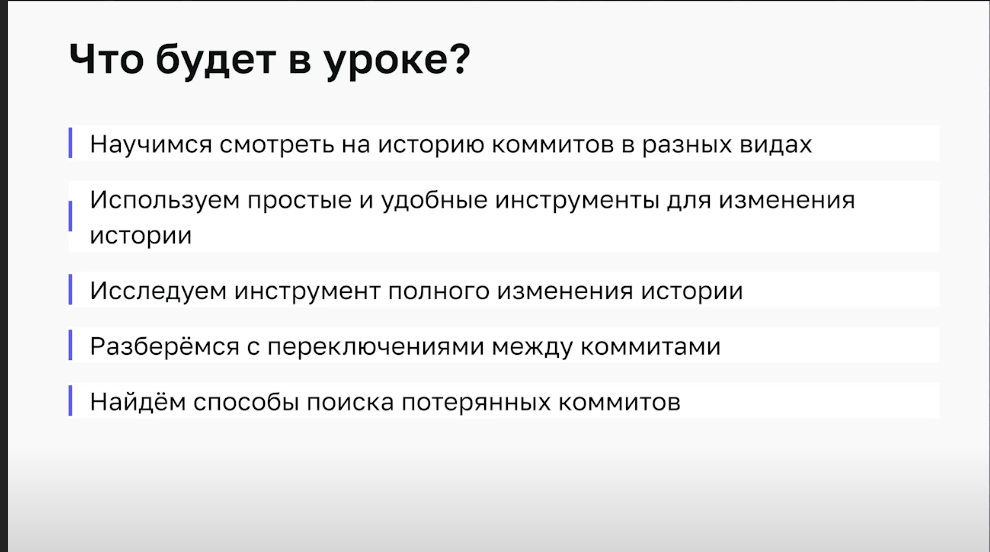 Что будет в уроке?
Научимся смотреть на историю коммитов в разных видах
Используем простые и удобные инструменты для изменения
истории
Исследуем инструмент полного изменения истории
Разберёмся с переключениями между коммитами
Найдём способы поиска потерянных коммитов